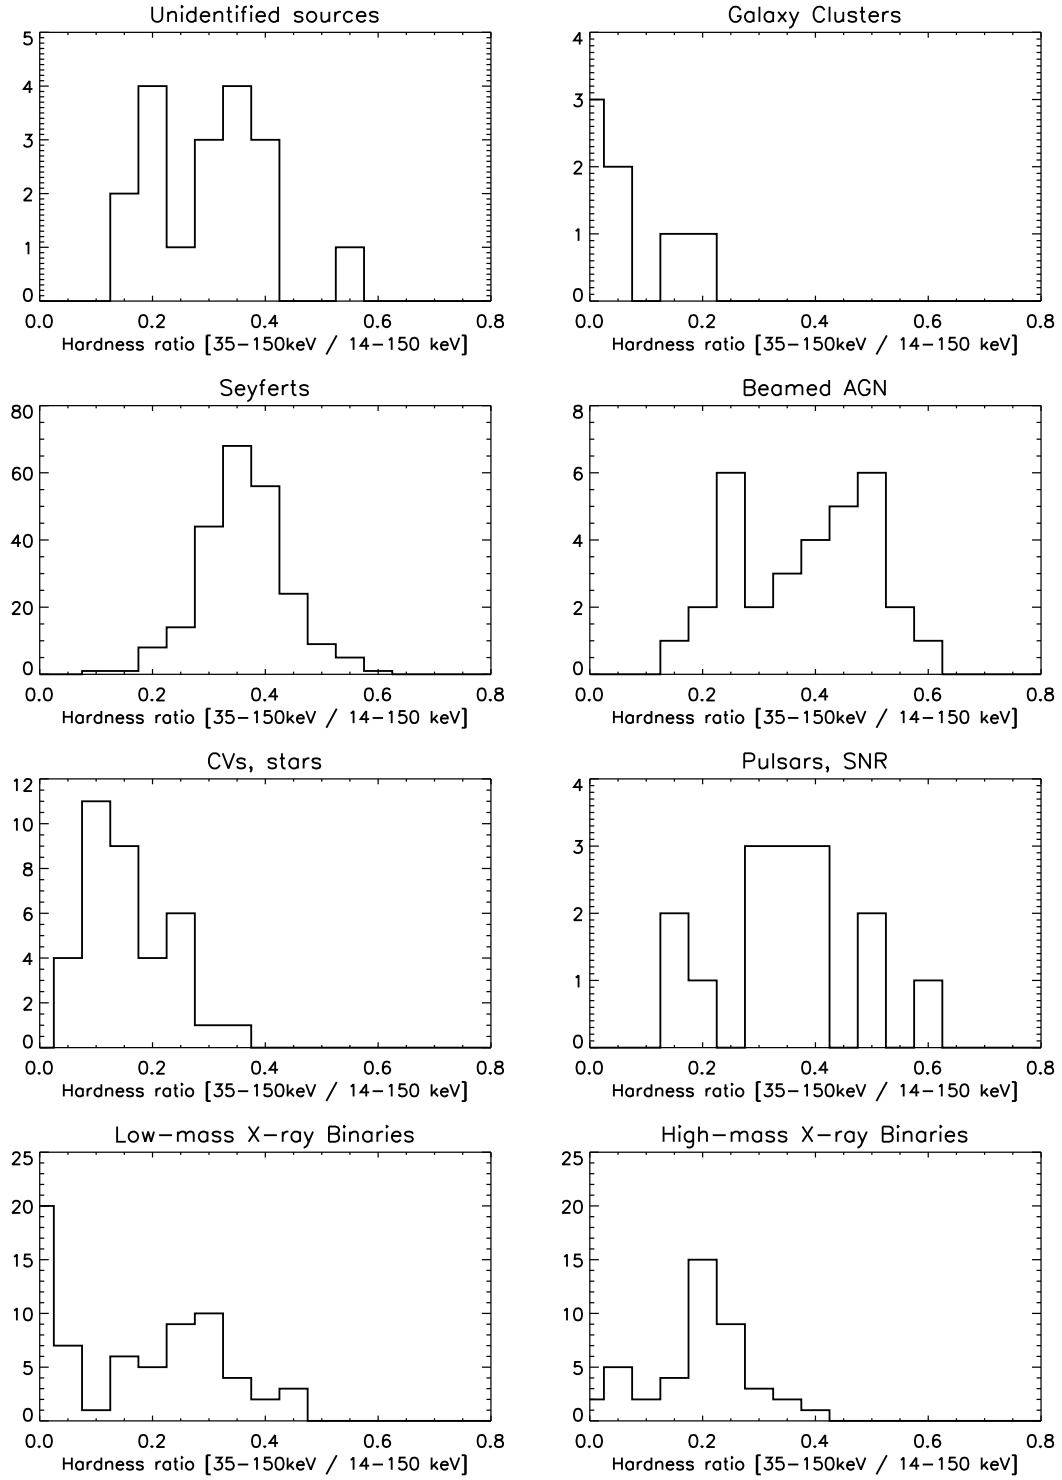 Unidentified sources
5
4
3
2
1
0
0.0 0.2 0.4 0.6 0.8
Hardness ratio [35-150keV / 14-150 keV]
Galaxy Clusters
4
3
2
1
0
0.0 0.2 0.4 0.6 0.8
Hardness ratio [35-150keV / 14-150 keV]
Seyferts
80
60
40
20
0
0.0 0.2 0.4 0.6 0.8
Hardness ratio [35-150keV / 14-150 keV]
Beamed AGN
8
6
4
2
0
0.0 0.2 0.4 0.6 0.8
Hardness ratio [35-150keV / 14-150 keV]
CVs, stars
12
10
8
6
4
2
0
0.0 0.2 0.4 0.6 0.8
Hardness ratio [35-150keV / 14-150 keV]
Pulsars, SNR
4
3
2
1
0
0.0 0.2 0.4 0.6 0.8
Hardness ratio [35-150keV / 14-150 keV]
Low-mass X-ray Binaries
25
20
15
10
5
0
0.0 0.2 0.4 0.6 0.8
Hardness ratio [35-150keV / 14-150 keV]
High-mass X-ray Binaries
25
20
15
10
5
0
0.0 0.2 0.4 0.6 0.8
Hardness ratio [35-150keV / 14-150 keV]